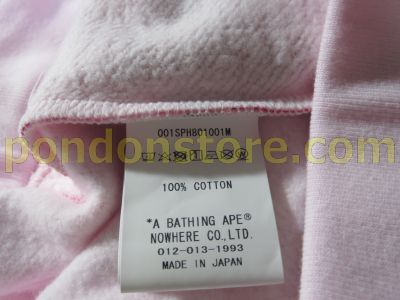 001SPH801001M
pondonstore.com
100% COTTON
*A BATHING APE®
NOWHERE CO.,LTD.
012-013-1993
MADE IN JAPAN